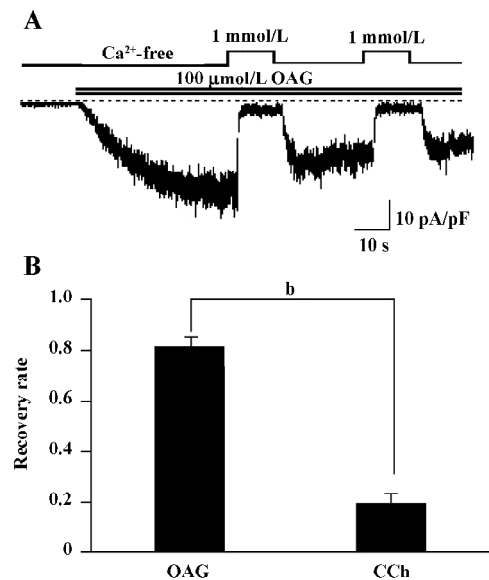 A
Ca²⁺-free
1 mmol/L
1 mmol/L
100 μmol/L OAG
10 pA/pF
10 s
B
b
Recovery rate
1.0
0.8
0.6
0.4
0.2
0
OAG
CCh